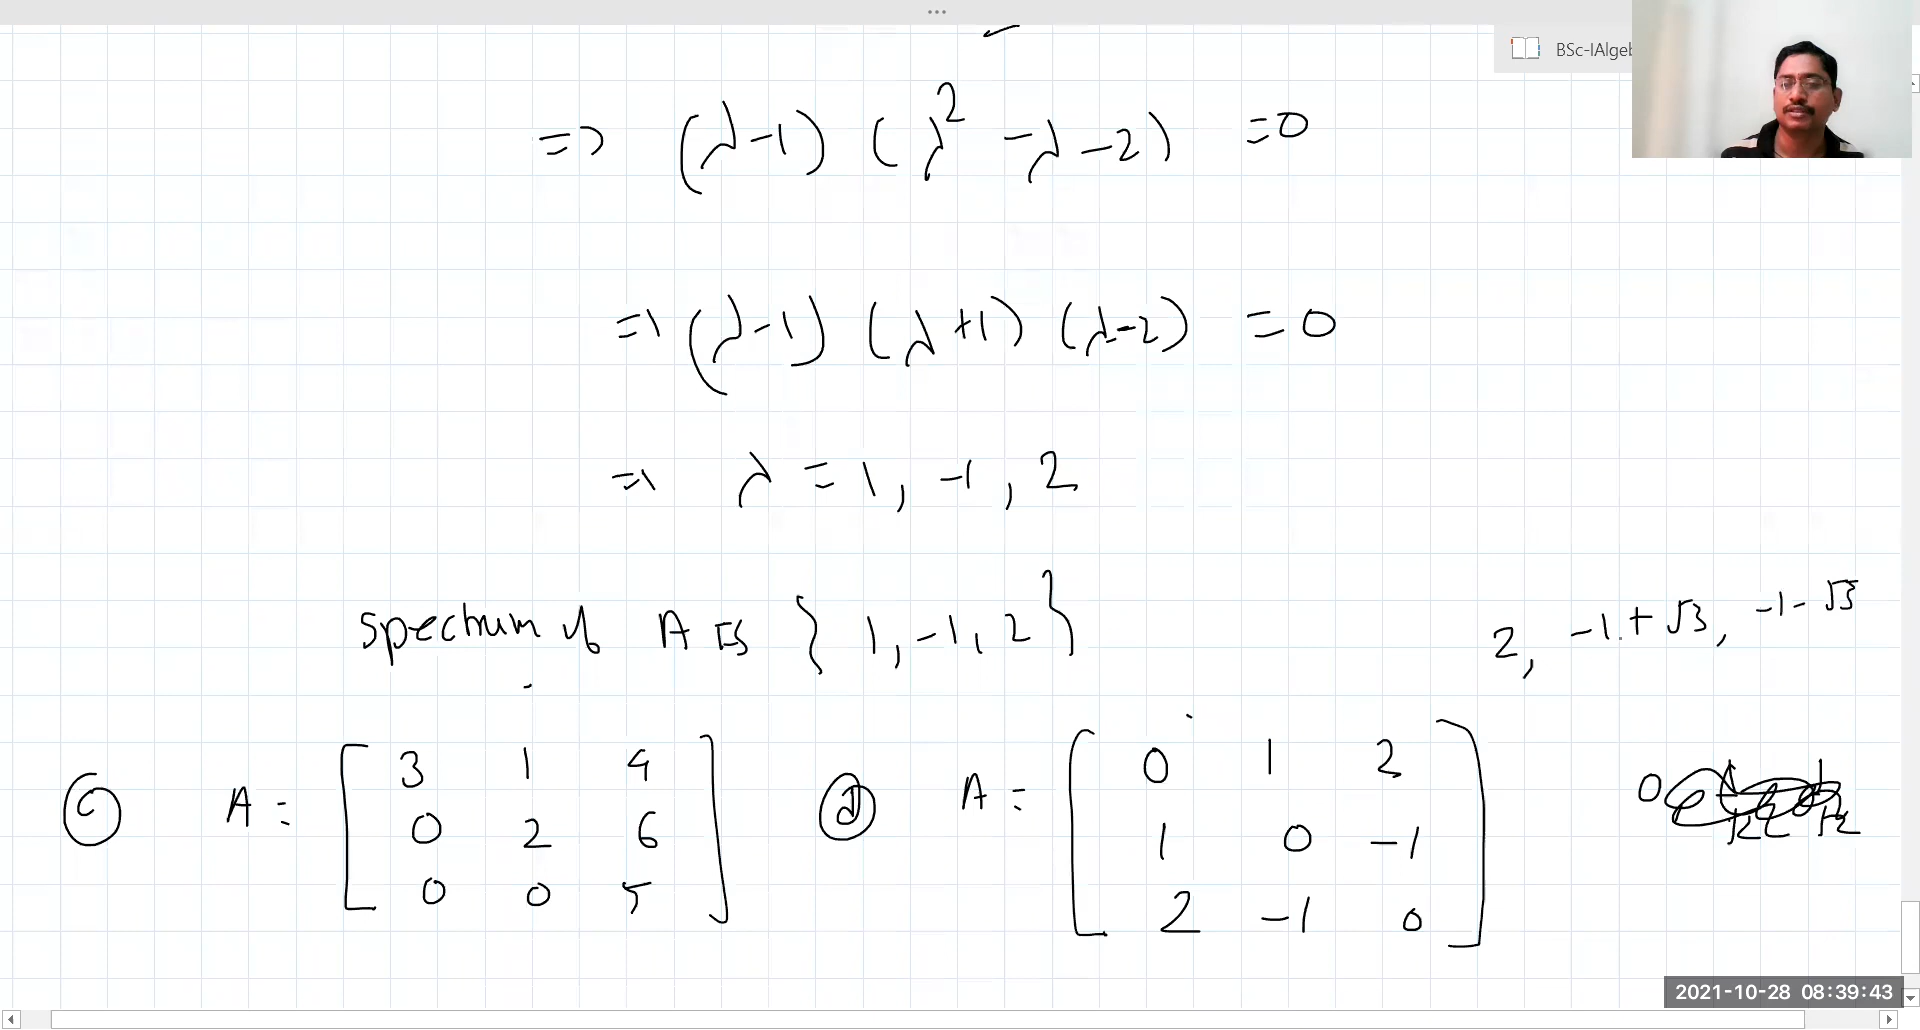 BSc-IAlgeb
=> (λ-1) (λ² -λ-2) =0
=> (λ-1) (λ+1) (λ-2) =0
=> λ = 1, -1, 2
spectrum of A is { 1, -1, 2 }
2, -1+√3, -1-√3
C A = [ 3 1 4
0 2 6
0 0 5 ]
D A = [ 0 1 2
1 0 -1
2 -1 0 ]
0
2021-10-28 08:39:43